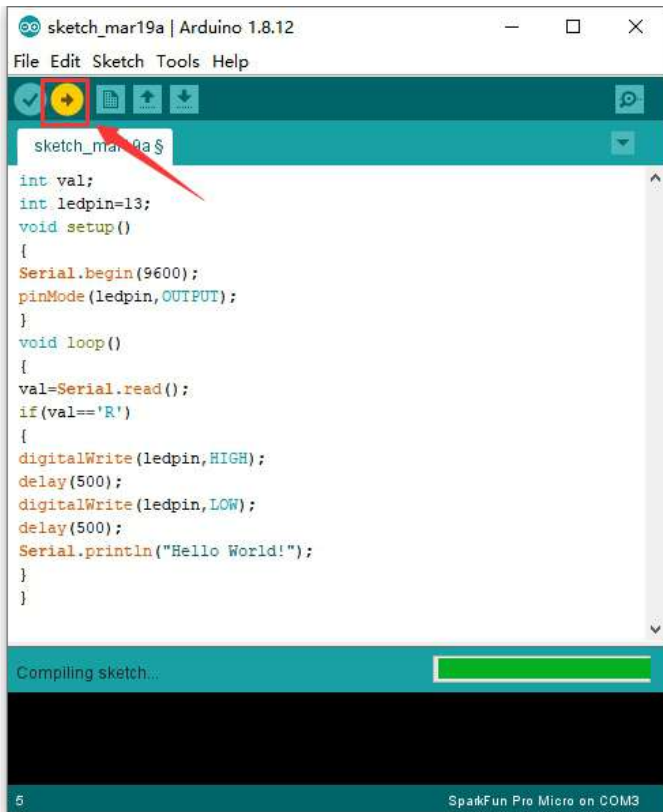 sketch_mar19a | Arduino 1.8.12
File Edit Sketch Tools Help
sketch_mar19a §
int val;
int ledpin=13;
void setup()
{
Serial.begin(9600);
pinMode(ledpin,OUTPUT);
}
void loop()
{
val=Serial.read();
if(val=='R')
{
digitalWrite(ledpin,HIGH);
delay(500);
digitalWrite(ledpin,LOW);
delay(500);
Serial.println("Hello World!");
}
}
Compiling sketch...
5 SparkFun Pro Micro on COM3